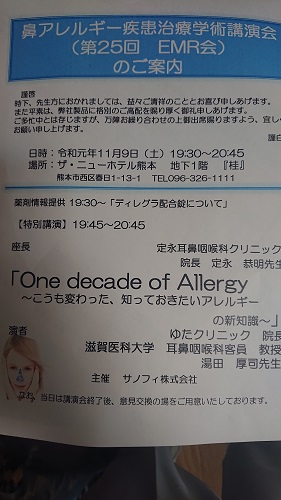 鼻アレルギー疾患治療学術講演会
（第25回　EMR会）
のご案内
謹啓
時下、先生方におかれましては、益々ご清祥のこととお喜び申しあげます。
また平素は、弊社製品に格別のご高配を賜り厚く御礼申しあげます。
ご多忙中とは存じますが、万障お繰り合わせの上御出席賜りますよう、宜しく
お願い申し上げます。
謹白
日時：令和元年11月9日（土）19:30～20:45
場所：ザ・ニューホテル熊本　地下1階　『桂』
熊本市西区春日1-13-1　TEL096-326-1111
薬剤情報提供 19:30～「ディレグラ配合錠について」
【特別講演】19:45～20:45
座長
定永耳鼻咽喉科クリニック
院長　定永　恭明先生
「One decade of Allergy
～こうも変わった、知っておきたいアレルギー
の新知識～」
演者
ゆたクリニック　院長
滋賀医科大学　耳鼻咽喉科客員　教授
湯田　厚司先生
主催　サノフィ株式会社
当日は講演会終了後、意見交換の場をご用意いたしております。